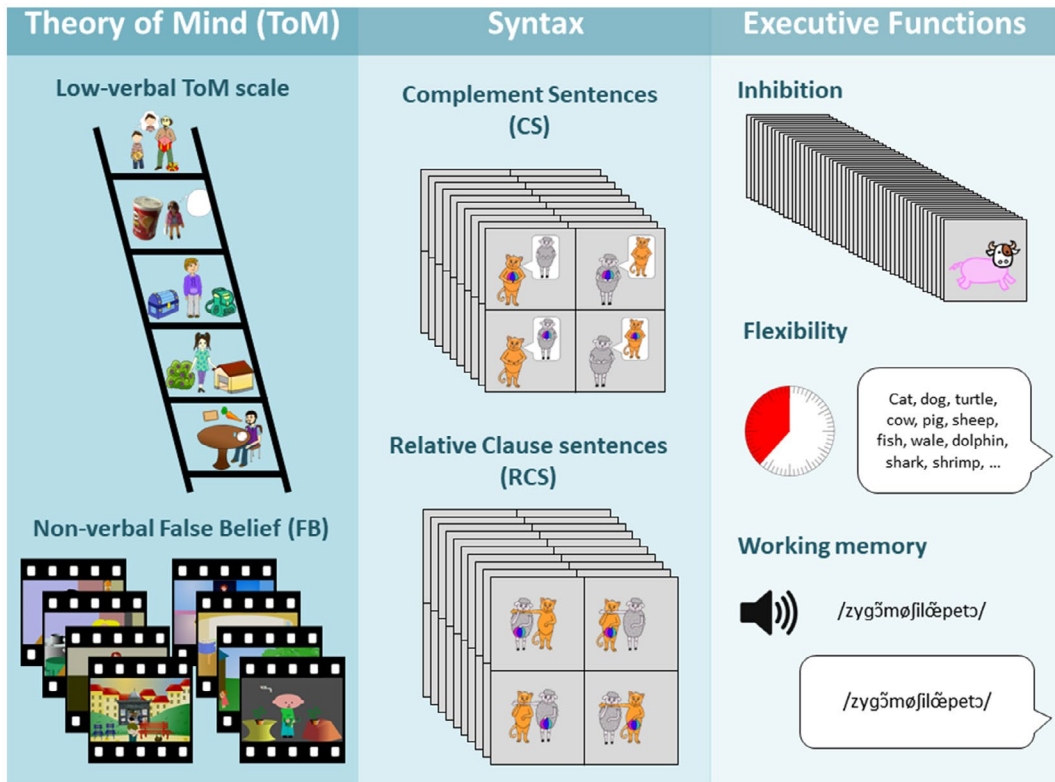 Theory of Mind (ToM)
Low-verbal ToM scale
Non-verbal False Belief (FB)
Syntax
Complement Sentences
(CS)
Relative Clause sentences
(RCS)
Executive Functions
Inhibition
Flexibility
Cat, dog, turtle,
cow, pig, sheep,
fish, wale, dolphin,
shark, shrimp, ...
Working memory
/zygɔ̃møʃilœ̃petɔ/
/zygɔ̃møʃilœ̃petɔ/